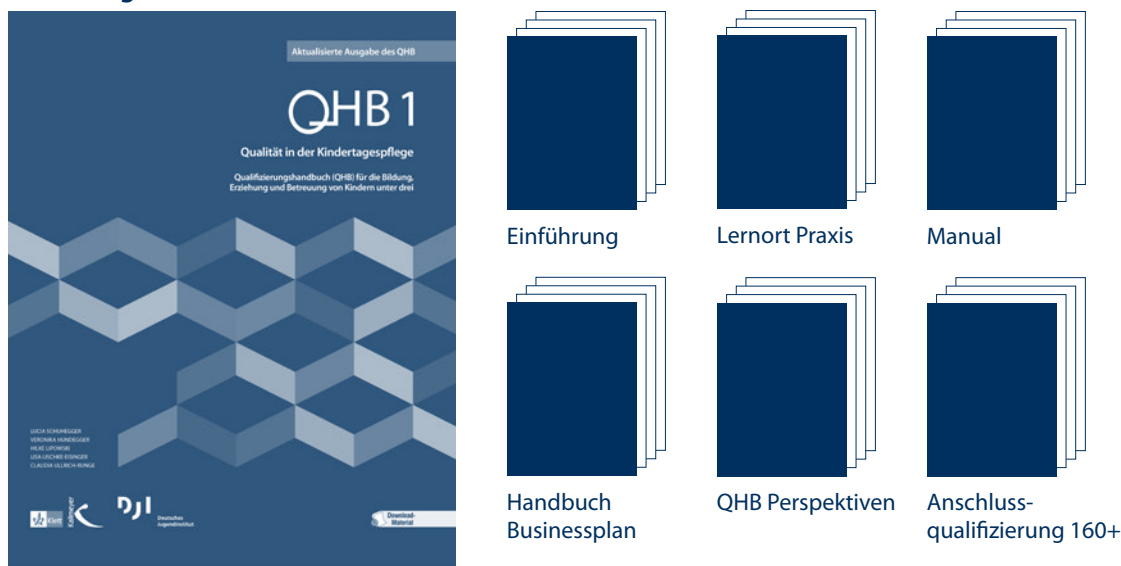 Aktualisierte Ausgabe des QHB
QHB 1
Qualität in der Kindertagespflege
Qualifizierungshandbuch (QHB) für die Bildung,
Erziehung und Betreuung von Kindern unter drei
LUCIA SCHUHEGGER
VERONIKA HUNDEGGER
HILKE LIPOWSKI
LISA LISCHKE-EISINGER
CLAUDIA ULLRICH-RUNGE
Klett
Kallmeyer
DJI
Deutsches
Jugendinstitut
Download-
Material
Einführung
Lernort Praxis
Manual
Handbuch
Businessplan
QHB Perspektiven
Anschluss-
qualifizierung 160+